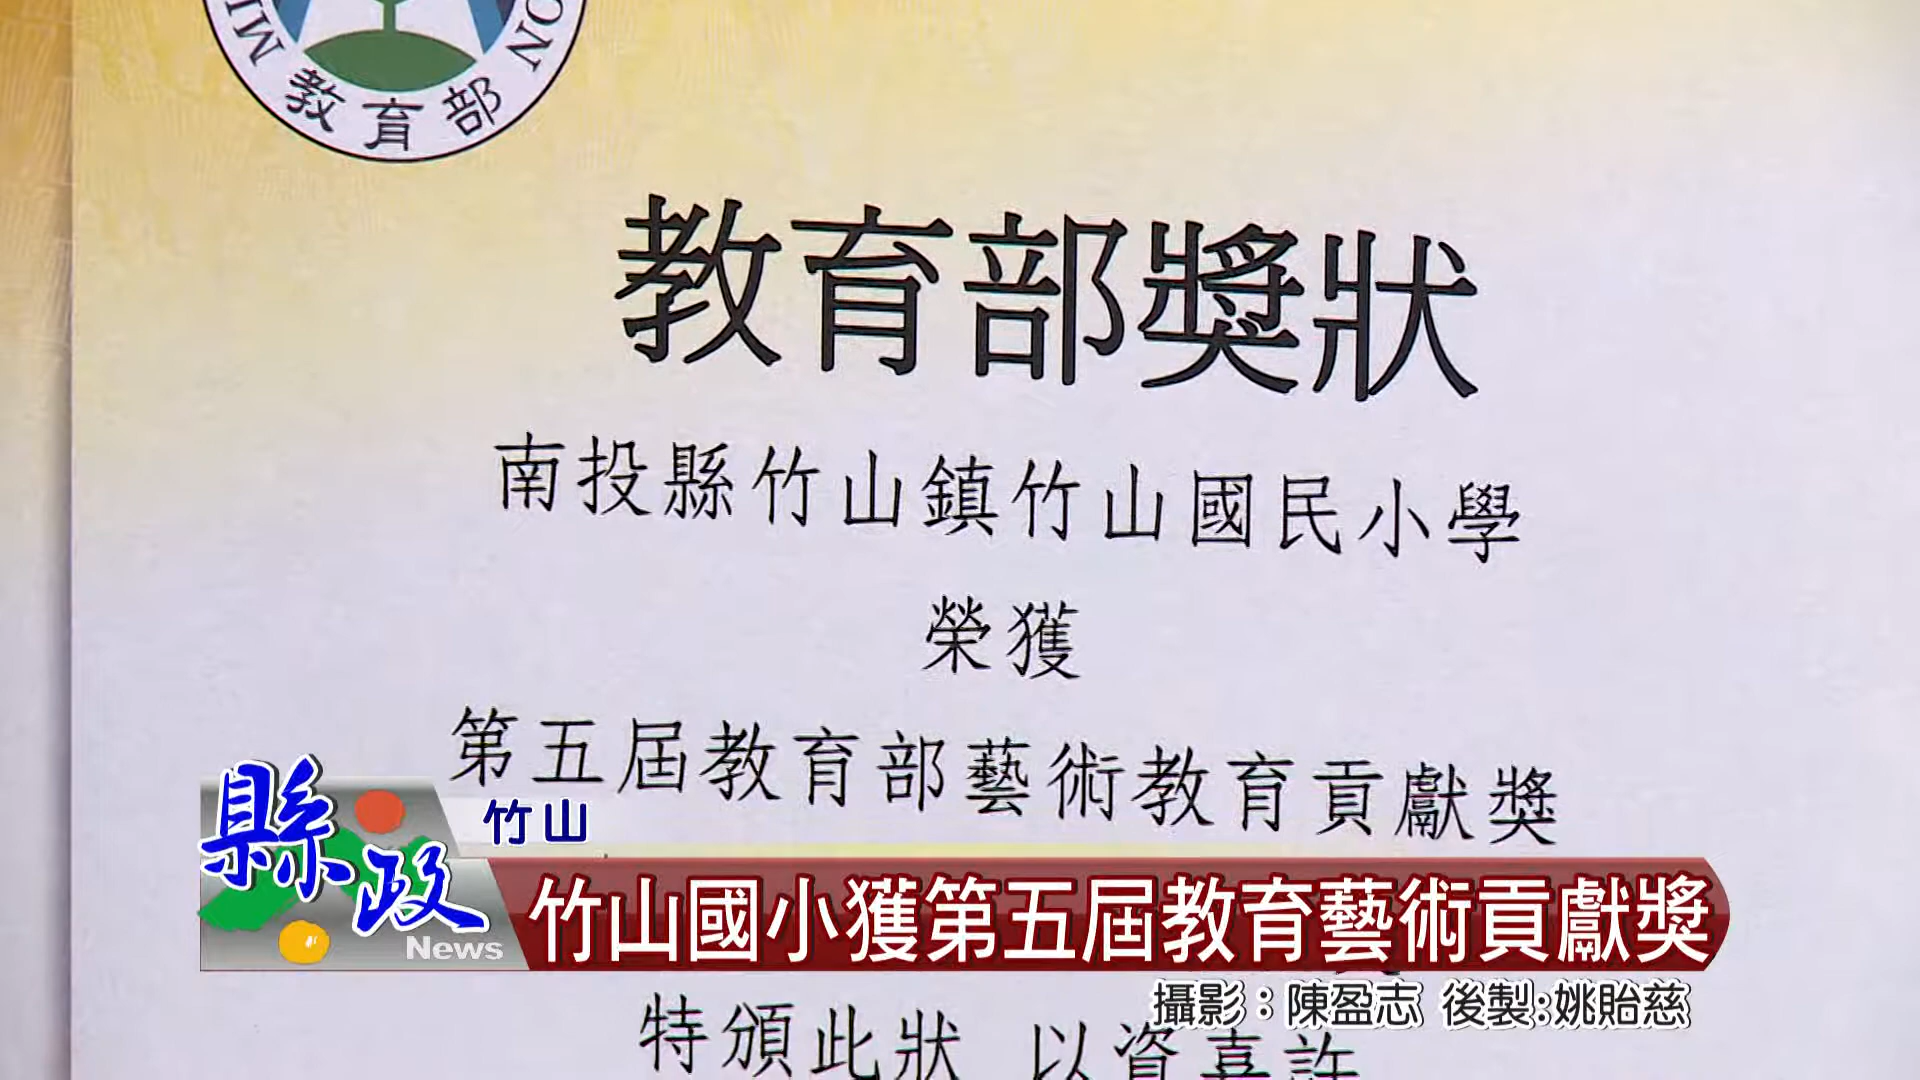 教育部
教育部獎狀
南投縣竹山鎮竹山國民小學
榮獲
第五屆教育部藝術教育貢獻獎
縣政
News
竹山
竹山國小獲第五屆教育藝術貢獻獎
攝影：陳盈志 後製:姚貽慈
特頒此狀 以資嘉許